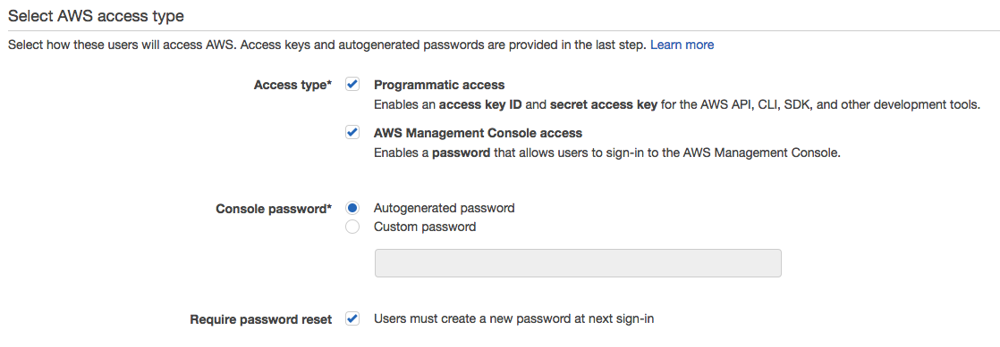 Select AWS access type
Select how these users will access AWS. Access keys and autogenerated passwords are provided in the last step. Learn more
Access type* Programmatic access
Enables an access key ID and secret access key for the AWS API, CLI, SDK, and other development tools.
AWS Management Console access
Enables a password that allows users to sign-in to the AWS Management Console.
Console password* Autogenerated password
Custom password
Require password reset Users must create a new password at next sign-in